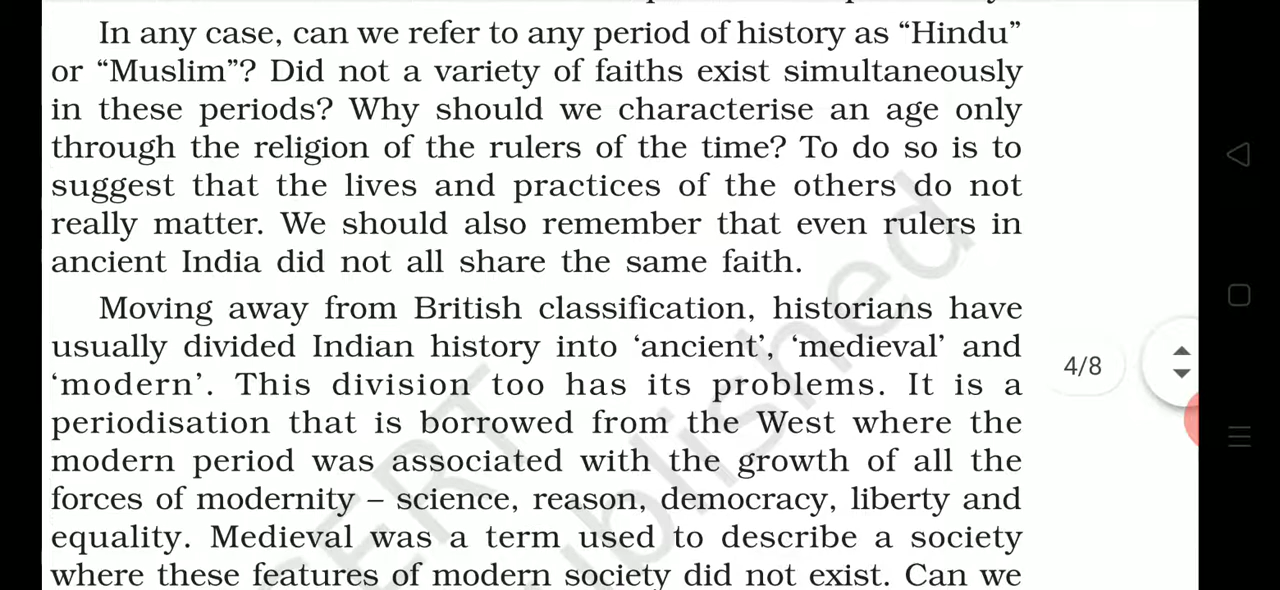 In any case, can we refer to any period of history as “Hindu”
or “Muslim”? Did not a variety of faiths exist simultaneously
in these periods? Why should we characterise an age only
through the religion of the rulers of the time? To do so is to
suggest that the lives and practices of the others do not
really matter. We should also remember that even rulers in
ancient India did not all share the same faith.
Moving away from British classification, historians have
usually divided Indian history into ‘ancient’, ‘medieval’ and
‘modern’. This division too has its problems. It is a
periodisation that is borrowed from the West where the
modern period was associated with the growth of all the
forces of modernity – science, reason, democracy, liberty and
equality. Medieval was a term used to describe a society
where these features of modern society did not exist. Can we
4/8